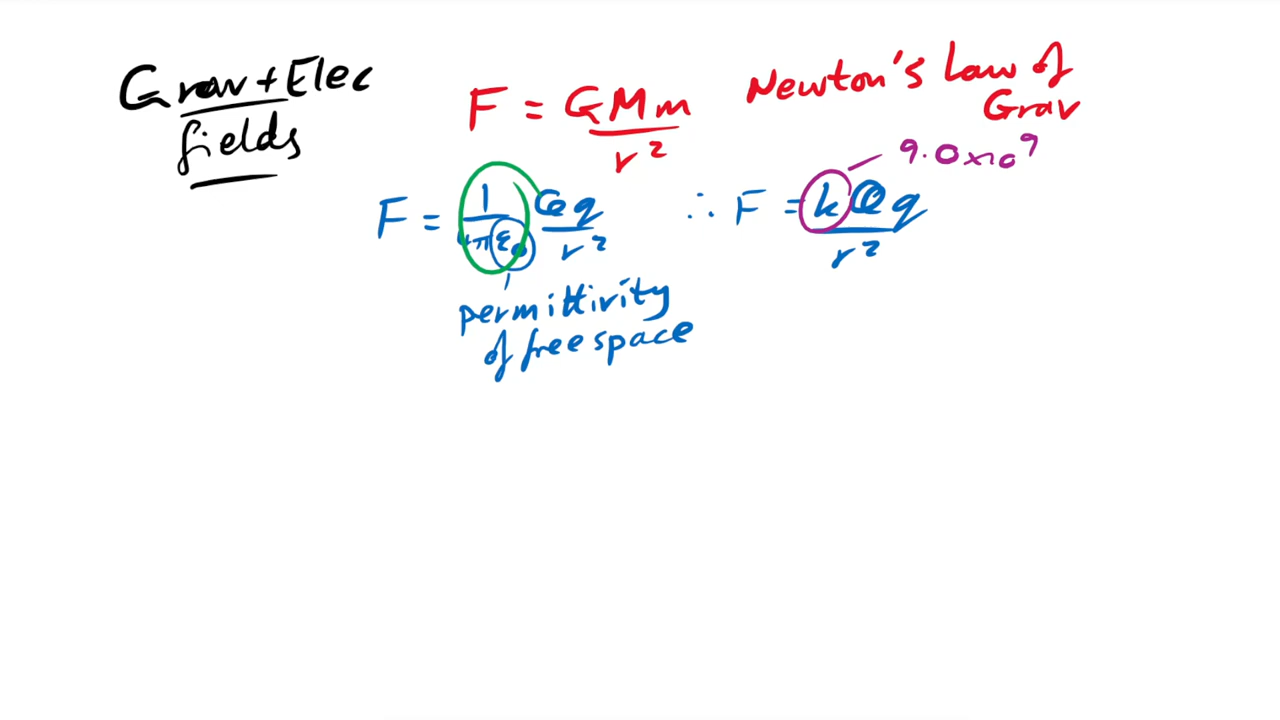 Grav + Elec
fields
F = GMm / r²
Newton's Law of
Grav
9.0×10⁹
F = 1 / 4πε₀ Qq / r²
∴ F = kQq / r²
permittivity
of free space